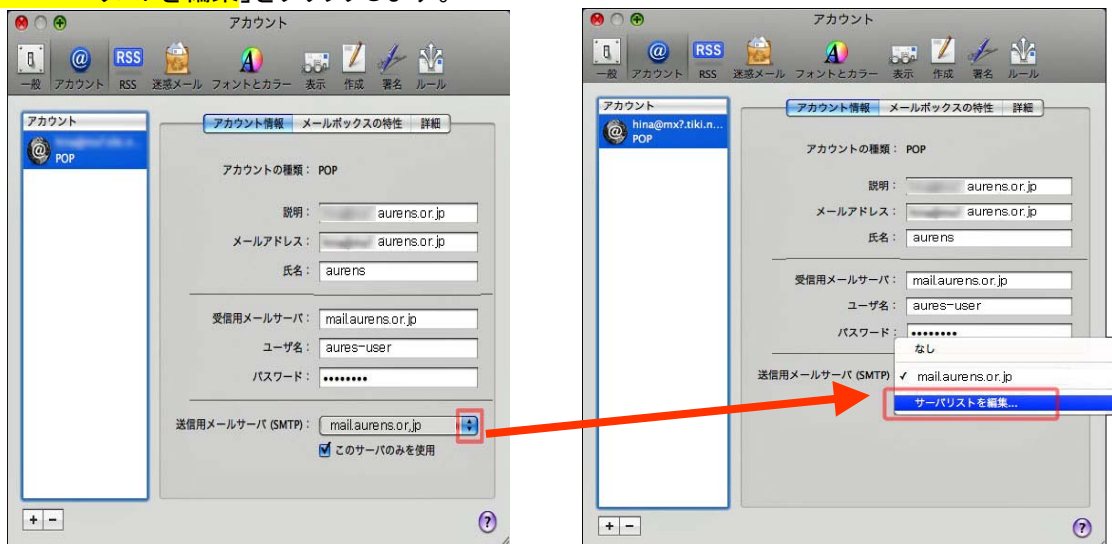 を編集」をクリックします。
アカウント
一般 アカウント RSS 迷惑メール フォントとカラー 表示 作成 署名 ルール
アカウント
POP
アカウント情報 メールボックスの特性 詳細
アカウントの種類： POP
説明： aurens.or.jp
メールアドレス： aurens.or.jp
氏名： aurens
受信用メールサーバ： mail.aurens.or.jp
ユーザ名： aures-user
パスワード： ••••••••
送信用メールサーバ (SMTP)： mail.aurens.or.jp
このサーバのみを使用
アカウント
一般 アカウント RSS 迷惑メール フォントとカラー 表示 作成 署名 ルール
アカウント
hina@mx?.tiki.n...
POP
アカウント情報 メールボックスの特性 詳細
アカウントの種類： POP
説明： aurens.or.jp
メールアドレス： aurens.or.jp
氏名： aurens
受信用メールサーバ： mail.aurens.or.jp
ユーザ名： aures-user
パスワード： ••••••••
なし
送信用メールサーバ (SMTP) ✓ mail.aurens.or.jp
サーバリストを編集...